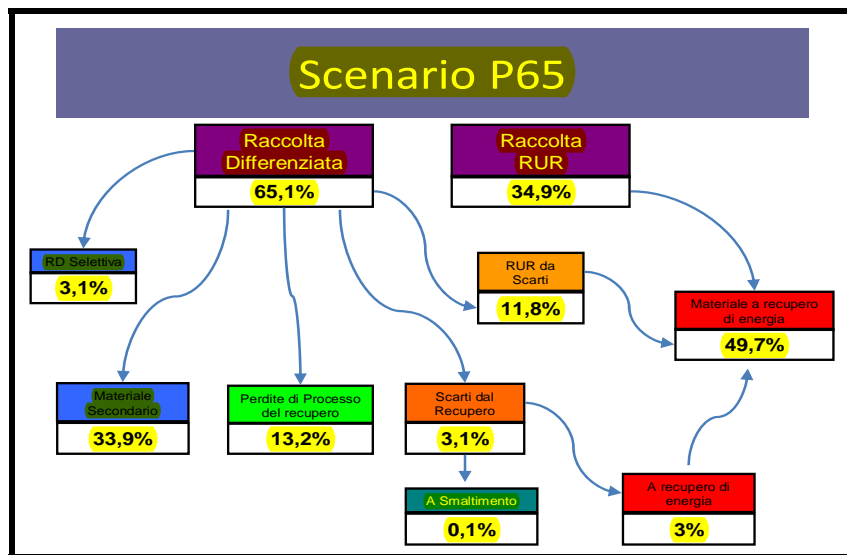 Scenario P65
Raccolta
Differenziata
65,1%
Raccolta
RUR
34,9%
RD Selettiva
3,1%
RUR da
Scarti
11,8%
Materiale a recupero
di energia
49,7%
Materiale
Secondario
33,9%
Perdite di Processo
del recupero
13,2%
Scarti dal
Recupero
3,1%
A Smaltimento
0,1%
A recupero di
energia
3%